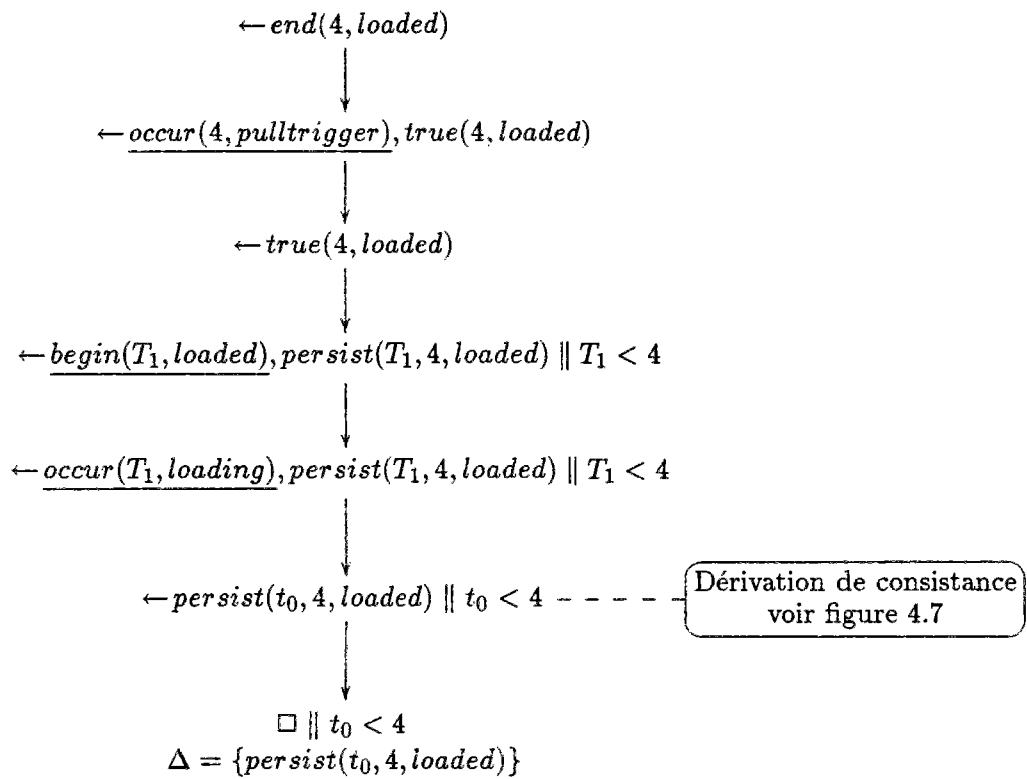 ← end(4, loaded)
← occur(4, pulltrigger), true(4, loaded)
← true(4, loaded)
← begin(T₁, loaded), persist(T₁, 4, loaded) ∥ T₁ < 4
← occur(T₁, loading), persist(T₁, 4, loaded) ∥ T₁ < 4
← persist(t₀, 4, loaded) ∥ t₀ < 4
Dérivation de consistance
voir figure 4.7
□ ∥ t₀ < 4
Δ = {persist(t₀, 4, loaded)}